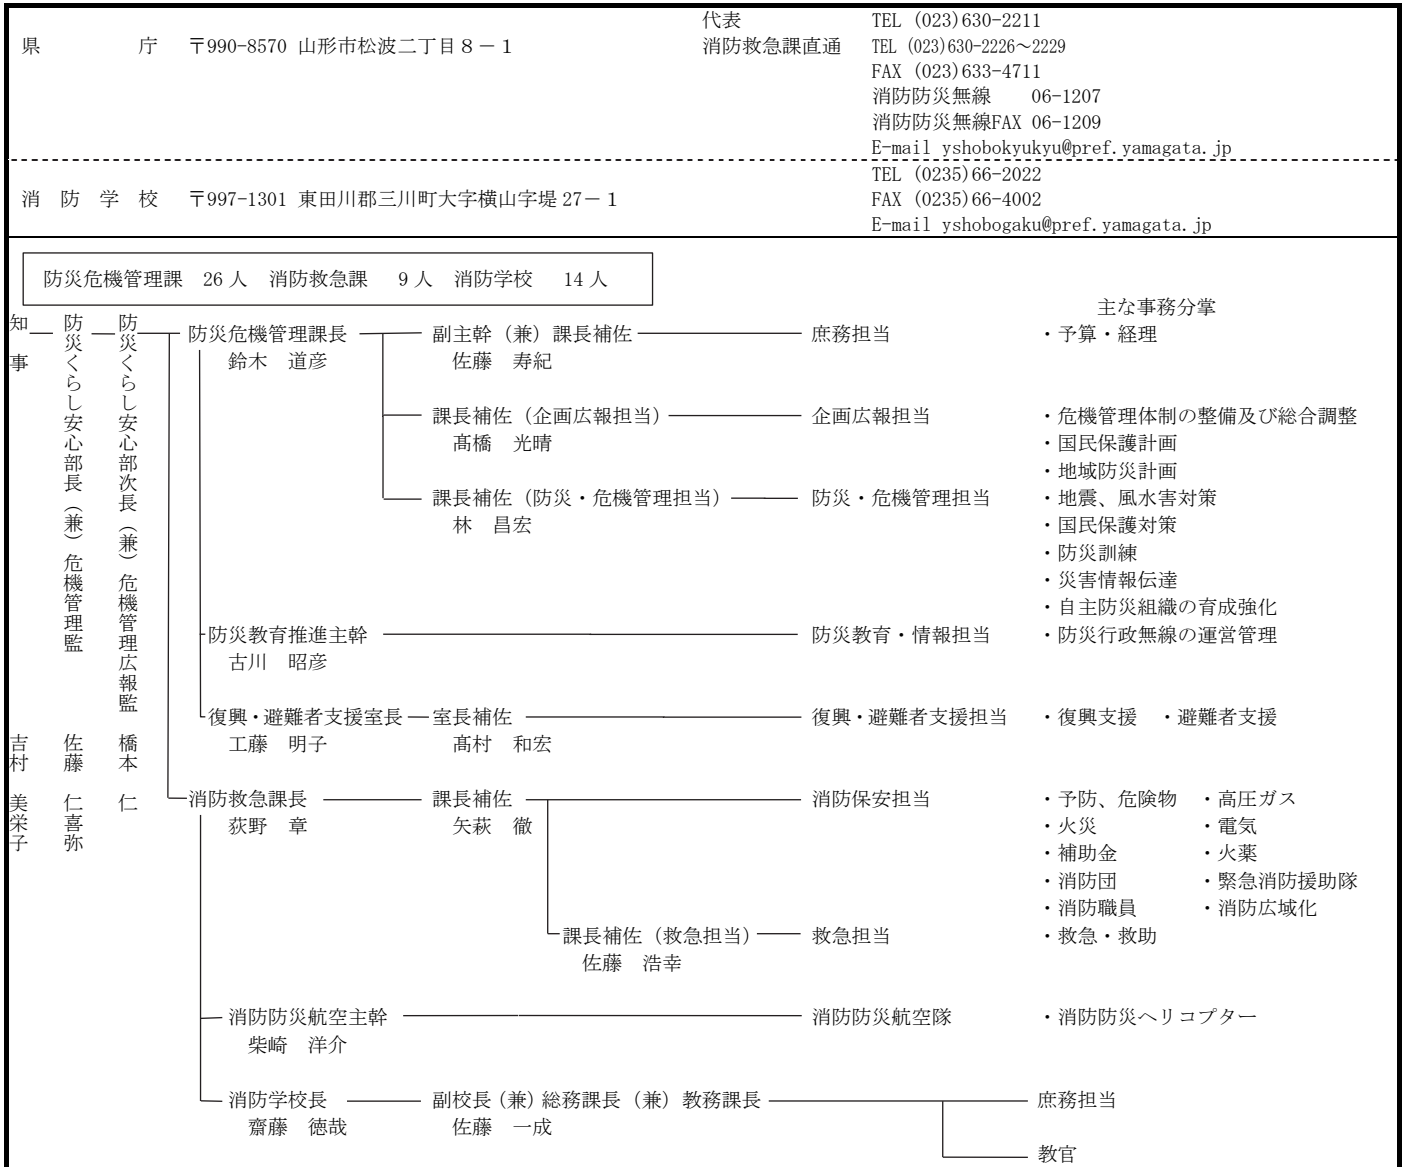 代表 TEL (023)630-2211
県 庁 〒990-8570 山形市松波二丁目８－１ 消防救急課直通 TEL (023)630-2226～2229
FAX (023)633-4711
消防防災無線 06-1207
消防防災無線FAX 06-1209
E-mail yshobokyukyu@pref.yamagata.jp
TEL (0235)66-2022
消 防 学 校 〒997-1301 東田川郡三川町大字横山字堤27－１ FAX (0235)66-4002
E-mail yshobogaku@pref.yamagata.jp
防災危機管理課 26人 消防救急課 9人 消防学校 14人
主な事務分掌
知事 吉村 美栄子
防災くらし安心部長（兼）危機管理監 佐藤 仁喜弥
防災くらし安心部次長（兼）危機管理広報監 橋本 仁
防災危機管理課長 副主幹（兼）課長補佐 庶務担当 ・予算・経理
鈴木 道彦 佐藤 寿紀
課長補佐（企画広報担当） 企画広報担当 ・危機管理体制の整備及び総合調整
髙橋 光晴 ・国民保護計画
・地域防災計画
課長補佐（防災・危機管理担当） 防災・危機管理担当 ・地震、風水害対策
林 昌宏 ・国民保護対策
・防災訓練
・災害情報伝達
・自主防災組織の育成強化
防災教育推進主幹 防災教育・情報担当 ・防災行政無線の運営管理
古川 昭彦
復興・避難者支援室長 室長補佐 復興・避難者支援担当 ・復興支援 ・避難者支援
工藤 明子 髙村 和宏
消防救急課長 課長補佐 消防保安担当 ・予防、危険物 ・高圧ガス
荻野 章 矢萩 徹 ・火災 ・電気
・補助金 ・火薬
・消防団 ・緊急消防援助隊
・消防職員 ・消防広域化
課長補佐（救急担当） 救急担当 ・救急・救助
佐藤 浩幸
消防防災航空主幹 消防防災航空隊 ・消防防災ヘリコプター
柴崎 洋介
消防学校長 副校長（兼）総務課長（兼）教務課長 庶務担当
齋藤 徳哉 佐藤 一成
教官